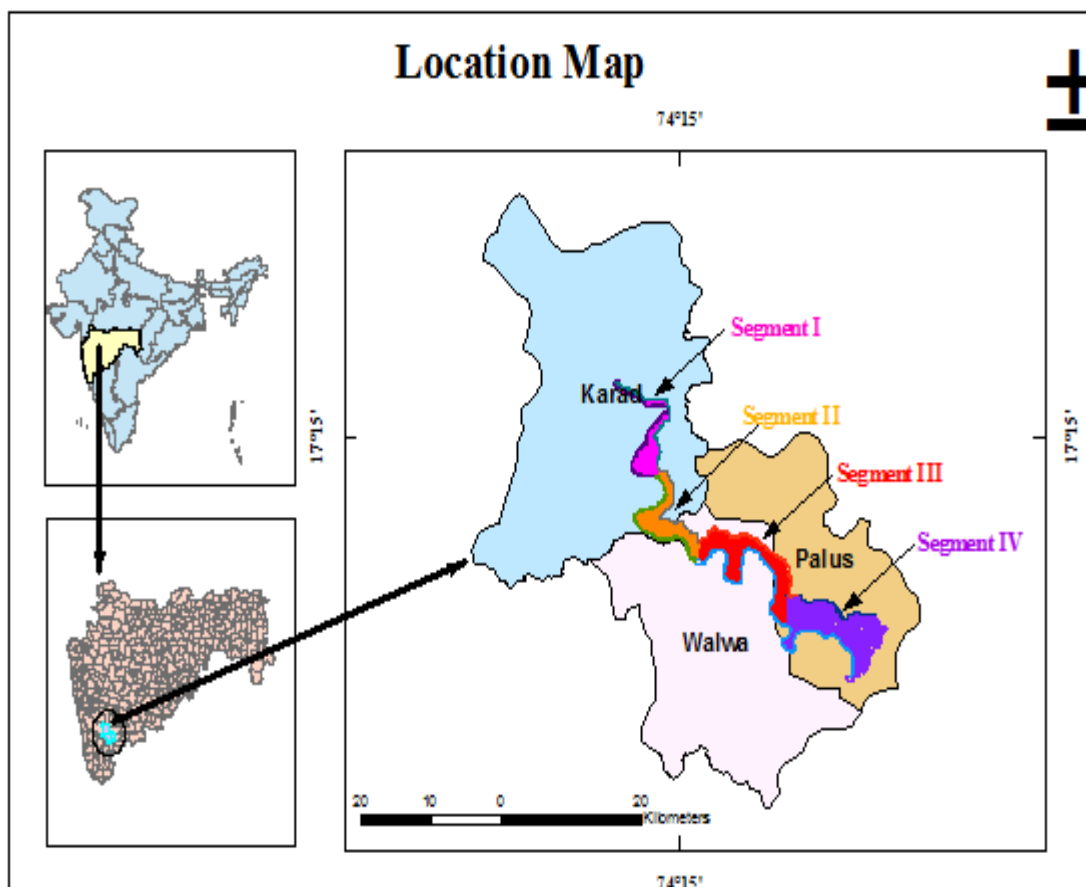 Location Map
74°15'
17°15'
17°15'
Segment I
Karad
Segment II
Segment III
Palus
Segment IV
Walwa
20 10 0 20
Kilometers
74°15'